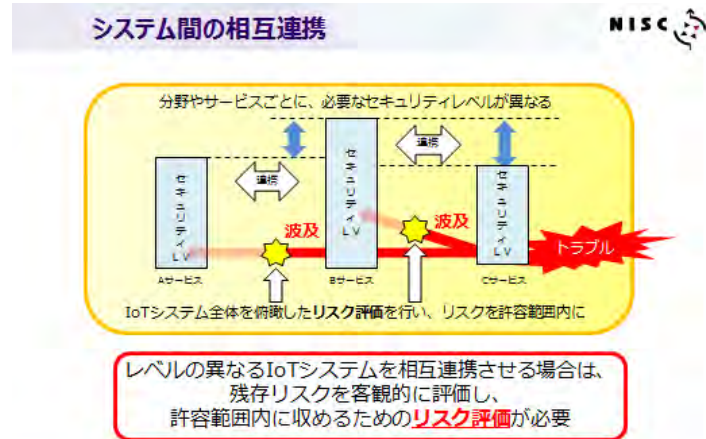 システム間の相互連携
NISC
分野やサービスごとに、必要なセキュリティレベルが異なる
連携
連携
セキュリティLV
セキュリティLV
セキュリティLV
波及
波及
トラブル
Aサービス
Bサービス
Cサービス
IoTシステム全体を俯瞰したリスク評価を行い、リスクを許容範囲内に
レベルの異なるIoTシステムを相互連携させる場合は、
残存リスクを客観的に評価し、
許容範囲内に収めるためのリスク評価が必要